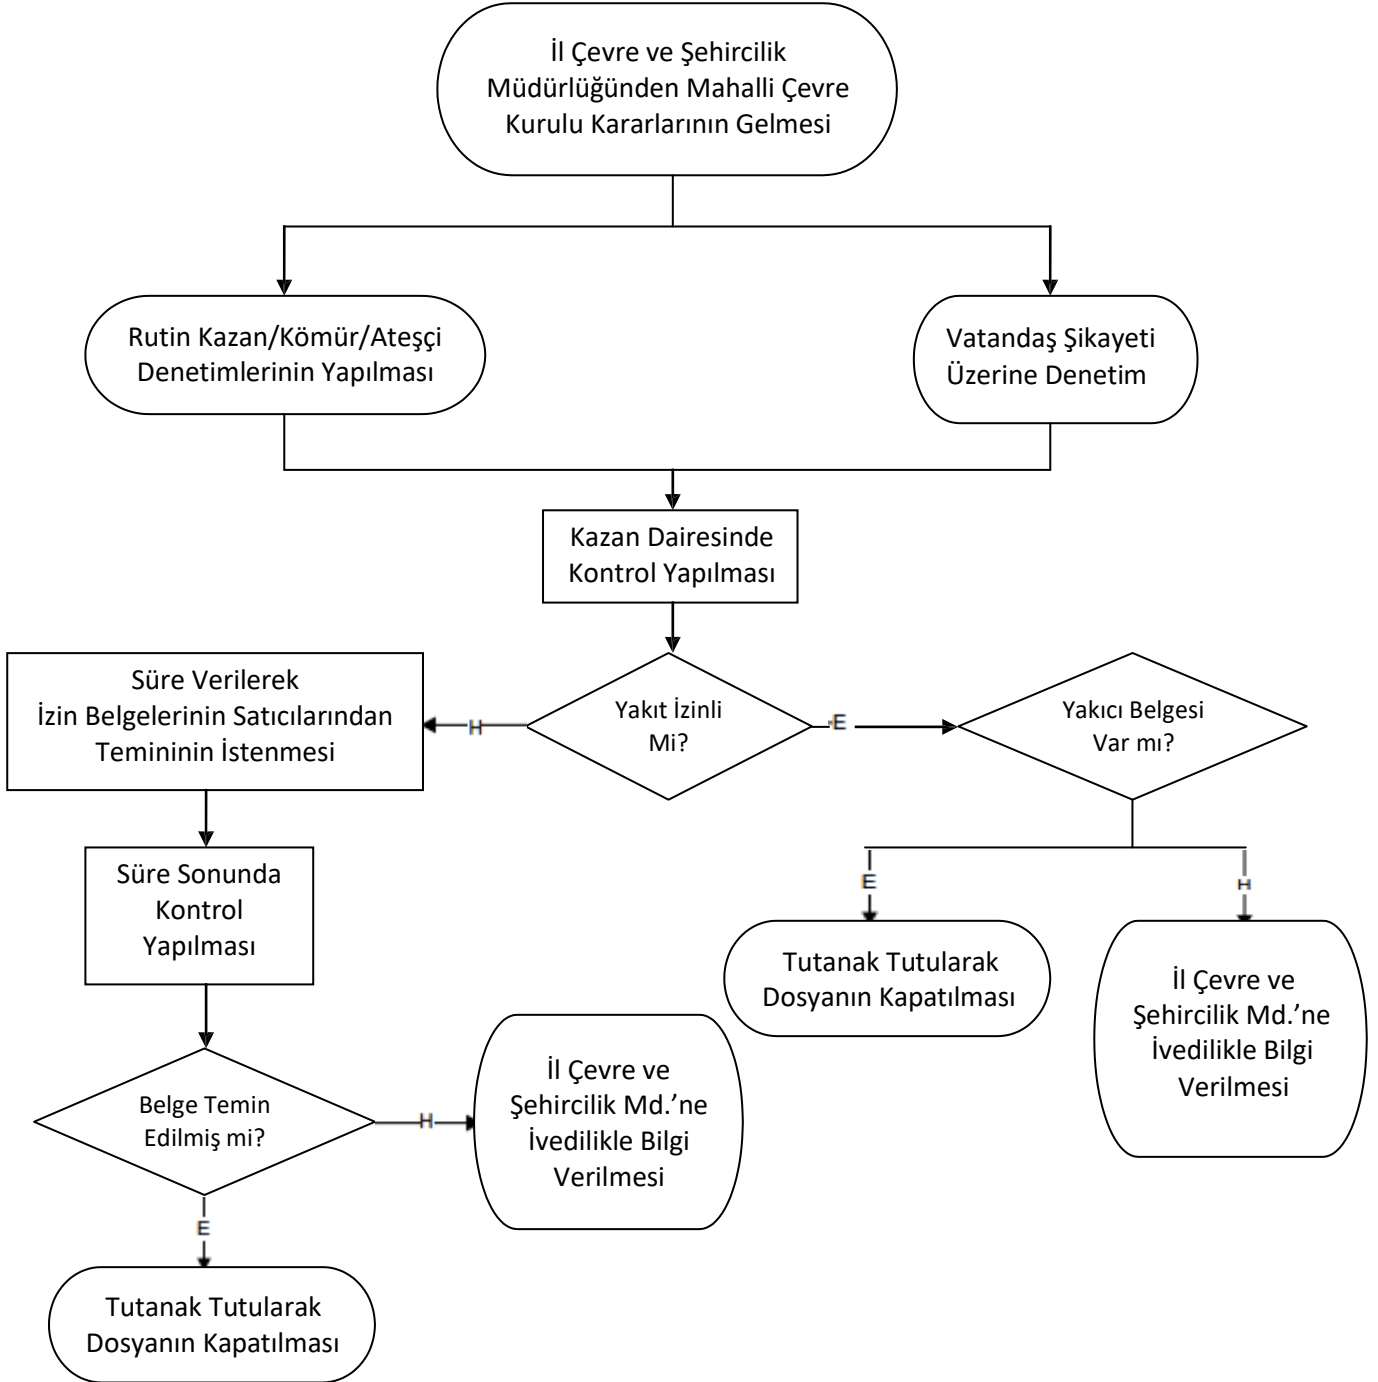 İl Çevre ve Şehircilik
Müdürlüğünden Mahalli Çevre
Kurulu Kararlarının Gelmesi
Rutin Kazan/Kömür/Ateşçi
Denetimlerinin Yapılması
Vatandaş Şikayeti
Üzerine Denetim
Kazan Dairesinde
Kontrol Yapılması
Süre Verilerek
İzin Belgelerinin Satıcılarından
Temininin İstenmesi
H
Yakıt İzinli
Mi?
E
Yakıcı Belgesi
Var mı?
Süre Sonunda
Kontrol
Yapılması
E
H
Tutanak Tutularak
Dosyanın Kapatılması
İl Çevre ve
Şehircilik Md.’ne
İvedilikle Bilgi
Verilmesi
Belge Temin
Edilmiş mi?
H
İl Çevre ve
Şehircilik Md.’ne
İvedilikle Bilgi
Verilmesi
E
Tutanak Tutularak
Dosyanın Kapatılması